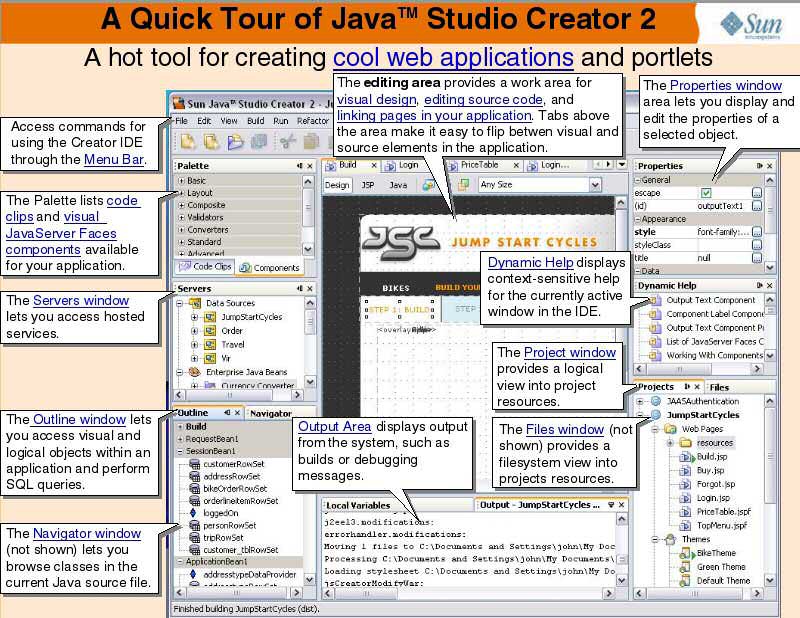 A Quick Tour of Java™ Studio Creator 2
Sun
microsystems
A hot tool for creating cool web applications and portlets
The editing area provides a work area for
visual design, editing source code, and
linking pages in your application. Tabs above
the area make it easy to flip betwen visual and
source elements in the application.
The Properties window
area lets you display and
edit the properties of a
selected object.
Access commands for
using the Creator IDE
through the Menu Bar.
The Palette lists code
clips and visual
JavaServer Faces
components available
for your application.
The Servers window
lets you access hosted
services.
The Outline window lets
you access visual and
logical objects within an
application and perform
SQL queries.
The Navigator window
(not shown) lets you
browse classes in the
current Java source file.
Sun Java™ Studio Creator 2 - J
File Edit View Build Run Refactor
Palette
Basic
Layout
Composite
Validators
Converters
Standard
Advanced
Code Clips
Components
Servers
Data Sources
JumpStartCycles
Order
Travel
Vir
Enterprise Java Beans
Currency Converter
Outline
Navigator
Build
RequestBean1
SessionBean1
customerRowSet
addressRowSet
bikeOrderRowSet
orderlineitemRowSet
loggedOn
personRowSet
tripRowSet
customer_tblRowSet
ApplicationBean1
addresstypeDataProvider
Finished building JumpStartCycles (dist).
Build
Login
PriceTable
Login...
Design
JSP
Java
Any Size
JSC
JUMP START CYCLES
BIKES
BUILD YOU
STEP 1: BUILD
STEP
Dynamic Help displays
context-sensitive help
for the currently active
window in the IDE.
The Project window
provides a logical
view into project
resources.
The Files window (not
shown) provides a
filesystem view into
projects resources.
Output Area displays output
from the system, such as
builds or debugging
messages.
Local Variables
Output - JumpStartCycles ...
j2eel3.modifications:
errorhandler.modifications:
Moving 1 files to C:\Documents and Settings\john\My Doc
Processing C:\Documents and Settings\john\My Documents
Loading stylesheet C:\Documents and Settings\john\My Do
jsCreatorModifyWar:
Properties
General
escape
(id)
outputText1
Appearance
style
font-family:...
styleClass
title
null
Data
Dynamic Help
Output Text Component
Component Label Compone
Output Text Component P
List of JavaServer Faces C
Working With Components
Projects
Files
JAASAuthentication
JumpStartCycles
Web Pages
resources
Build.jsp
Buy.jsp
Forgot.jsp
Login.jsp
PriceTable.jspf
TopMenu.jspf
Themes
BikeTheme
Green Theme
Default Theme